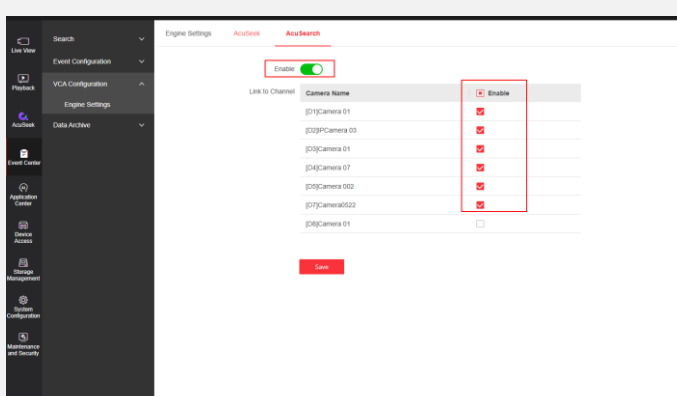 Live View
Playback
AcuSeek
Event Center
Application
Center
Device
Access
Storage
Management
System
Configuration
Maintenance
and Security
Search
Event Configuration
VCA Configuration
Engine Settings
Data Archive
Engine Settings AcuSeek AcuSearch
Enable
Link to Channel
Camera Name Enable
[D1]Camera 01
[D2]IPCamera 03
[D3]Camera 01
[D4]Camera 07
[D5]Camera 002
[D7]Camera0522
[D8]Camera 01
Save